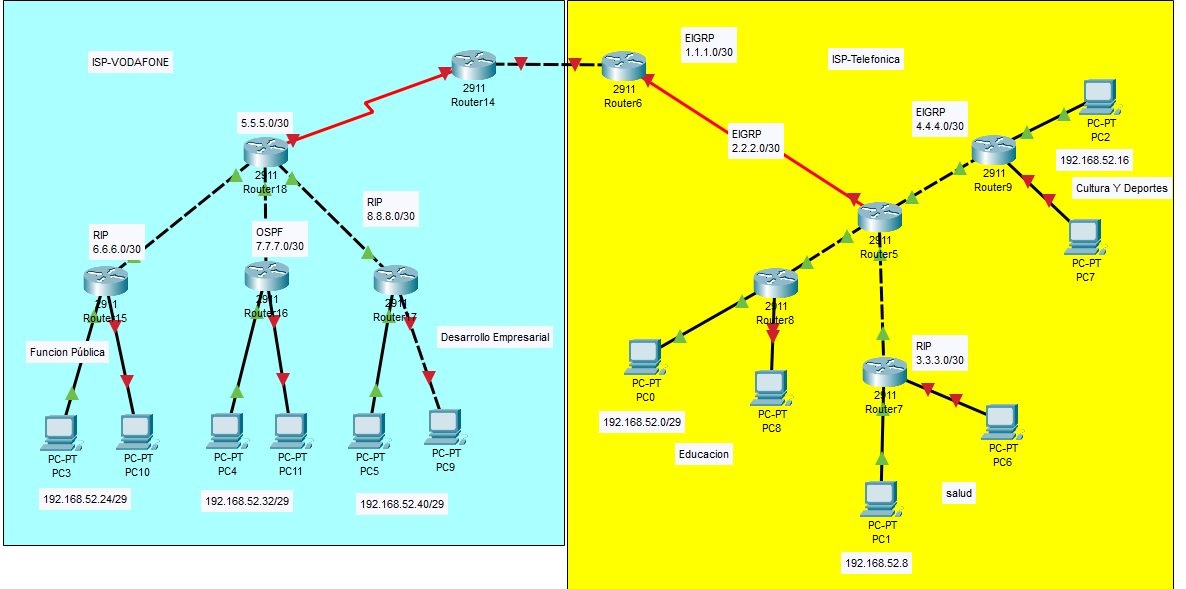 ISP-VODAFONE
2911
Router14
5.5.5.0/30
2911
Router18
RIP
8.8.8.0/30
RIP
6.6.6.0/30
OSPF
7.7.7.0/30
2911
Router15
2911
Router16
2911
Router17
Funcion Pública
Desarrollo Empresarial
PC-PT
PC3
PC-PT
PC10
PC-PT
PC4
PC-PT
PC11
PC-PT
PC5
PC-PT
PC9
192.168.52.24/29
192.168.52.32/29
192.168.52.40/29
EIGRP
1.1.1.0/30
ISP-Telefonica
2911
Router6
EIGRP
2.2.2.0/30
EIGRP
4.4.4.0/30
PC-PT
PC2
192.168.52.16
2911
Router9
Cultura Y Deportes
2911
Router5
PC-PT
PC7
2911
Router8
RIP
3.3.3.0/30
2911
Router7
PC-PT
PC0
PC-PT
PC8
192.168.52.0/29
Educacion
PC-PT
PC6
salud
PC-PT
PC1
192.168.52.8